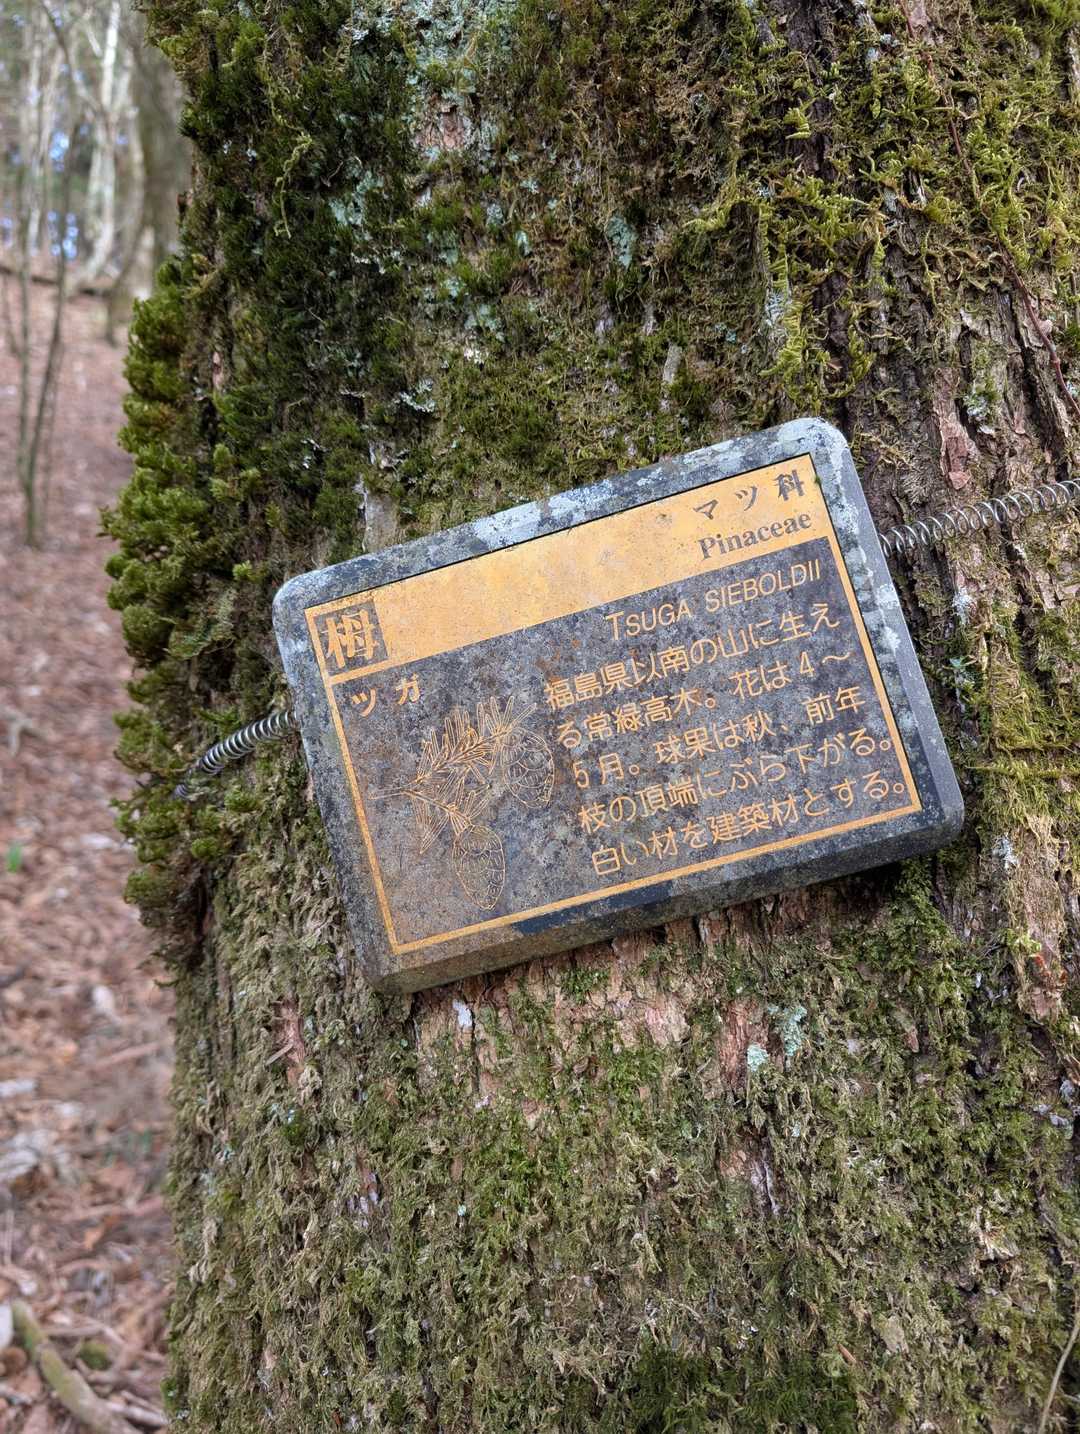 マツ科
Pinaceae
栂
ツガ
TSUGA SIEBOLDII
福島県以南の山に生え
る常緑高木。花は4～
5月。球果は秋、前年
枝の頂端にぶら下がる。
白い材を建築材とする。